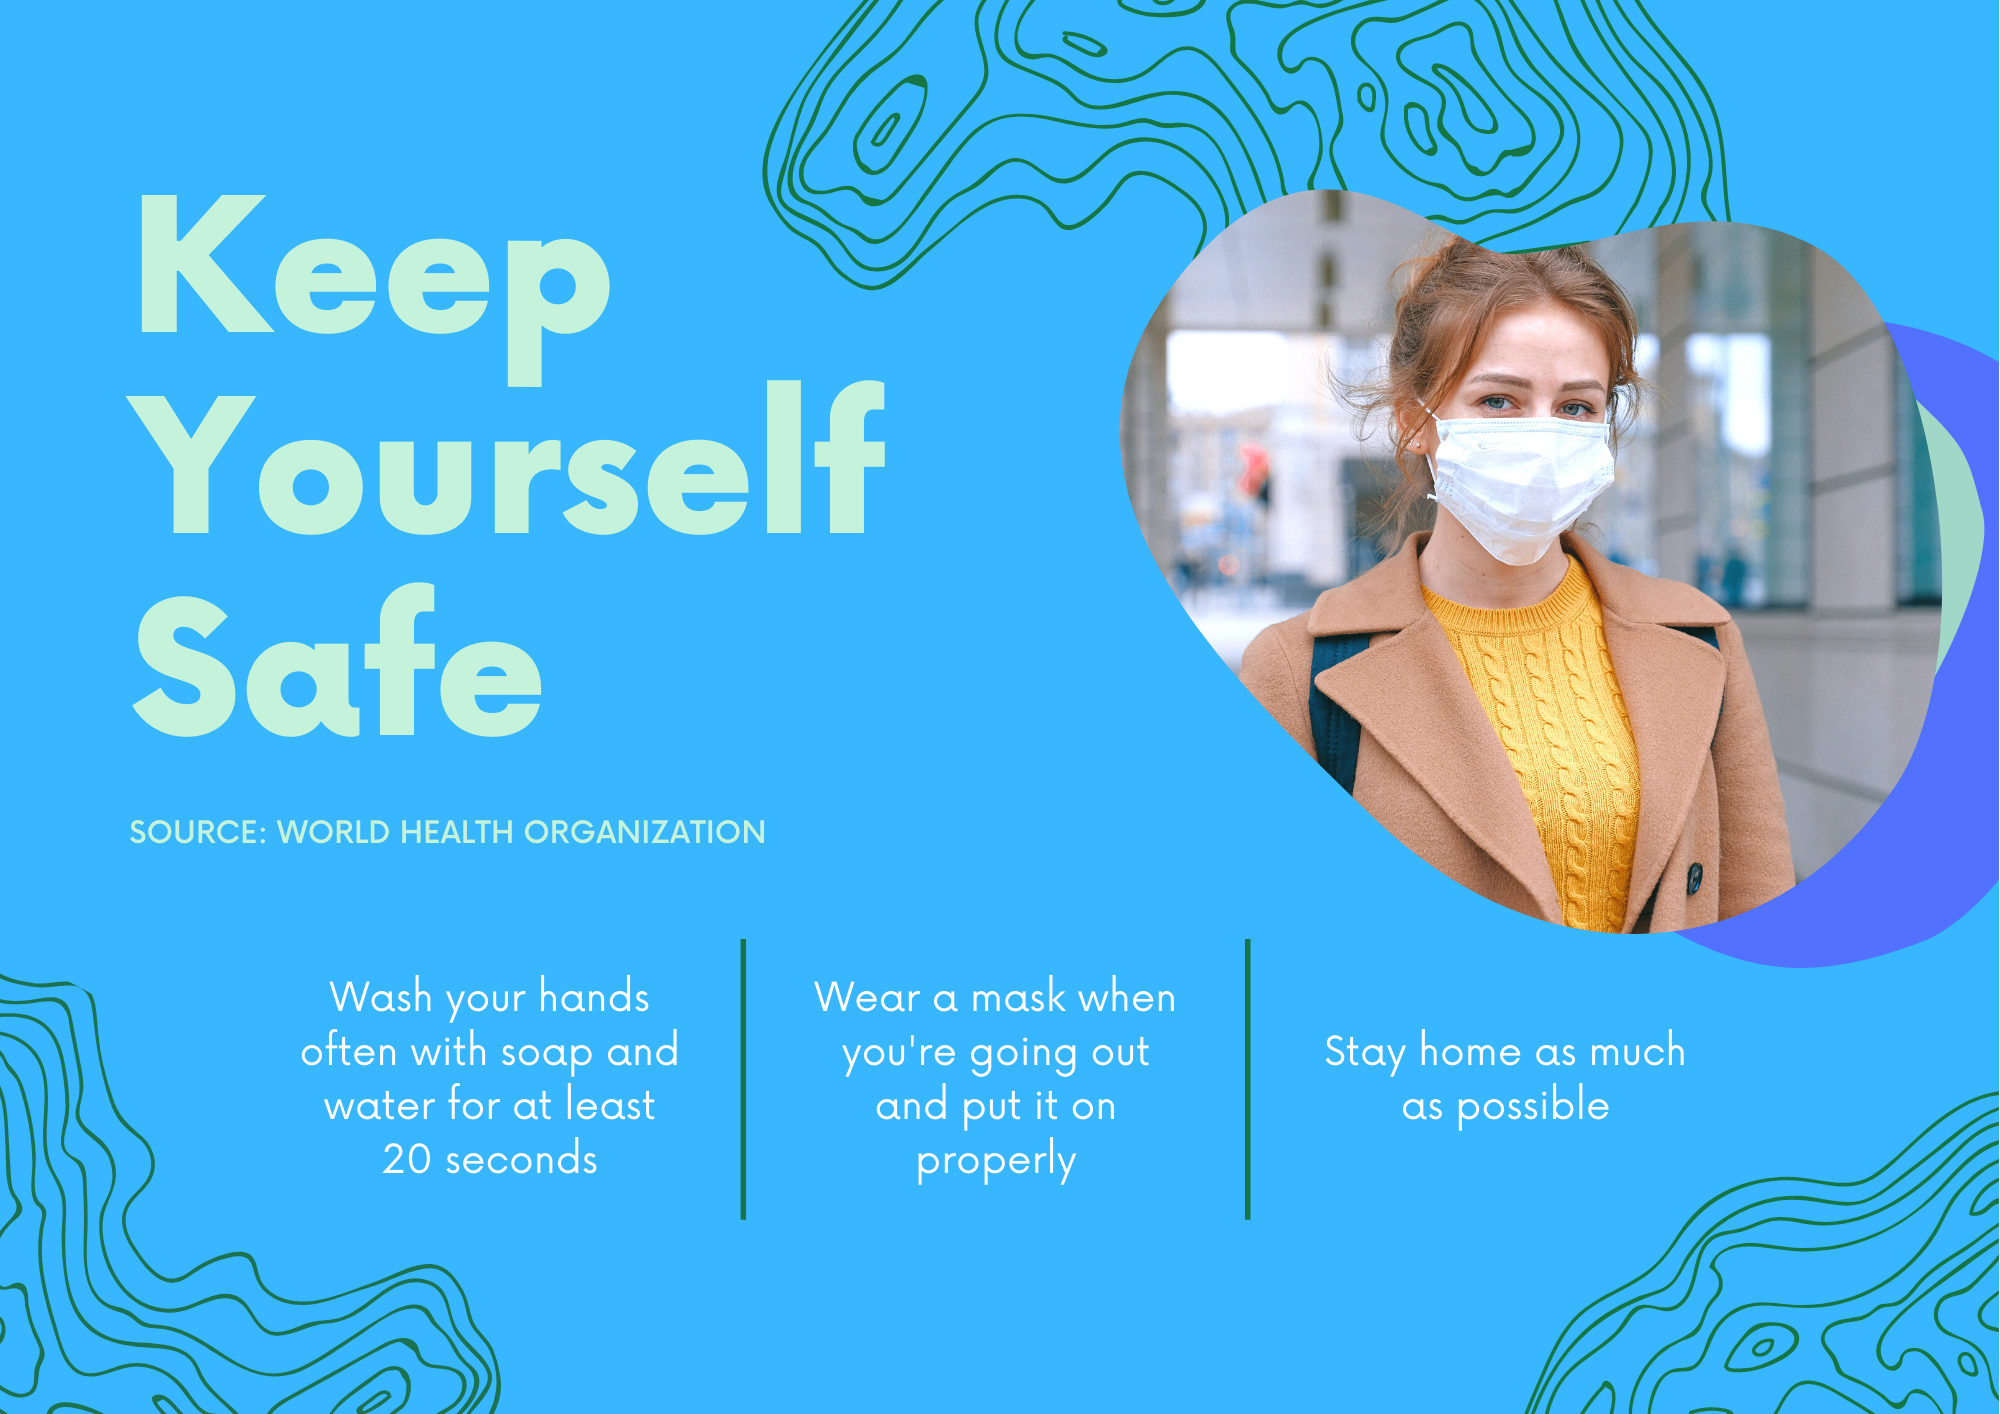 Keep
Yourself
Safe
SOURCE: WORLD HEALTH ORGANIZATION
Wash your hands
often with soap and
water for at least
20 seconds
Wear a mask when
you're going out
and put it on
properly
Stay home as much
as possible